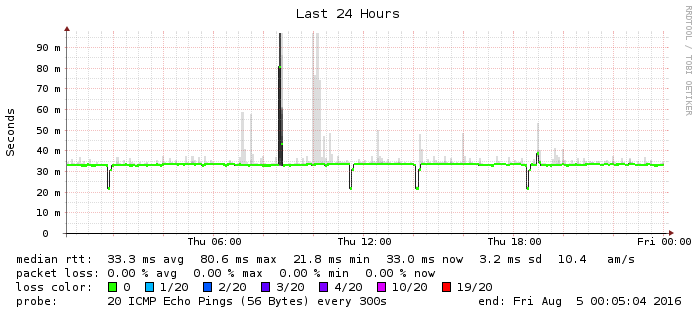 Last 24 Hours
RRDTOOL / TOBI OETIKER
Seconds
90 m
80 m
70 m
60 m
50 m
40 m
30 m
20 m
10 m
0
Thu 06:00 Thu 12:00 Thu 18:00 Fri 00:00
median rtt: 33.3 ms avg 80.6 ms max 21.8 ms min 33.0 ms now 3.2 ms sd 10.4 am/s
packet loss: 0.00 % avg 0.00 % max 0.00 % min 0.00 % now
loss color: 0 1/20 2/20 3/20 4/20 10/20 19/20
probe: 20 ICMP Echo Pings (56 Bytes) every 300s end: Fri Aug 5 00:05:04 2016